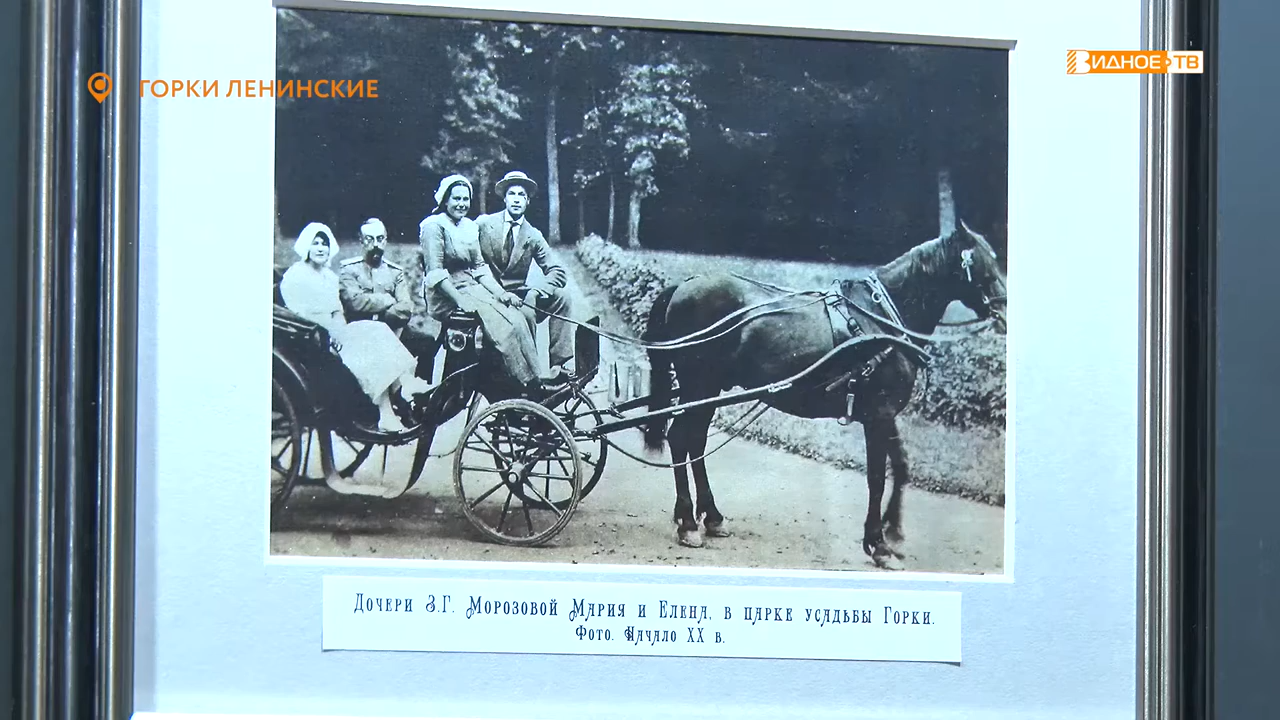 ГОРКИ ЛЕНИНСКИЕ
ВИДНОЕ ТВ
Дочери З.Г. Морозовой Мария и Елена, в парке усадьбы Горки.
Фото. Начало XX в.